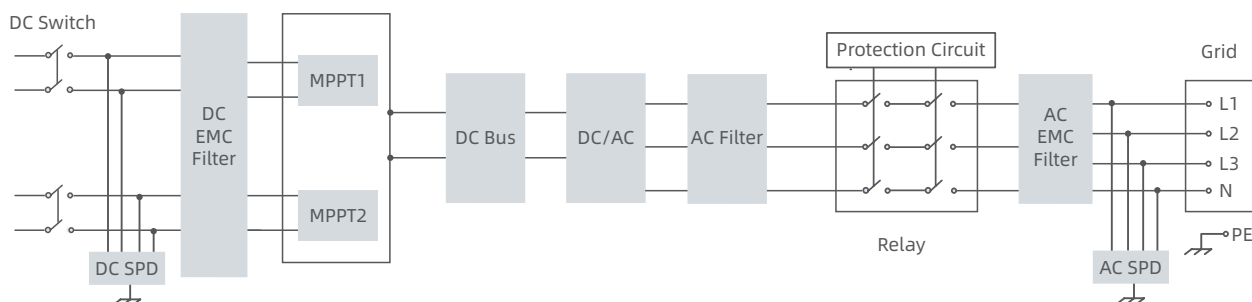 DC Switch
DC
EMC
Filter
MPPT1
MPPT2
DC SPD
DC Bus
DC/AC
AC Filter
Protection Circuit
Relay
AC
EMC
Filter
Grid
L1
L2
L3
N
PE
AC SPD